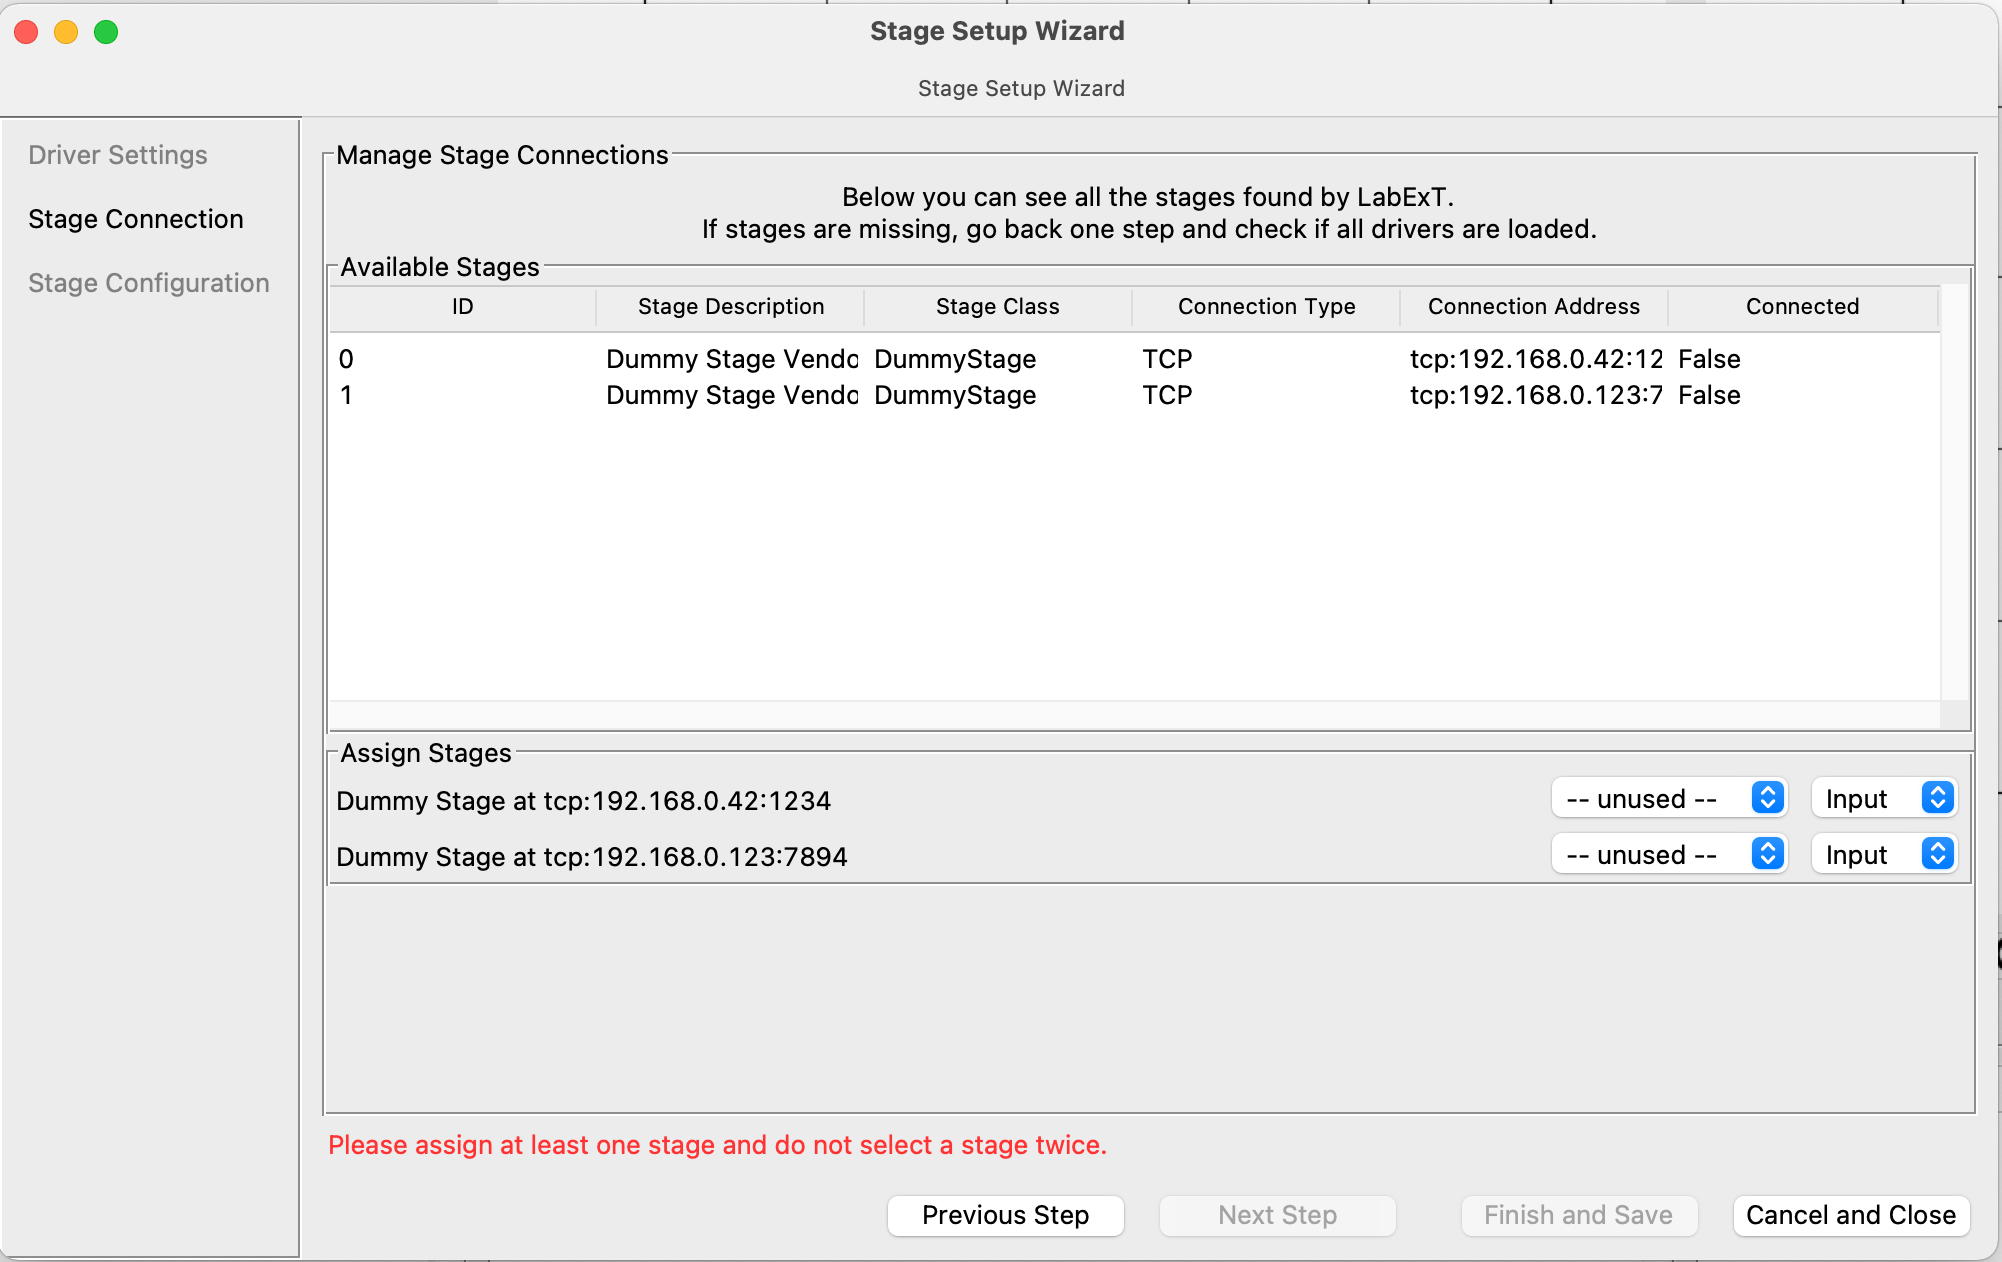 Stage Setup Wizard
Stage Setup Wizard
Driver Settings
Stage Connection
Stage Configuration
Manage Stage Connections
Below you can see all the stages found by LabExT.
If stages are missing, go back one step and check if all drivers are loaded.
Available Stages
ID Stage Description Stage Class Connection Type Connection Address Connected
0 Dummy Stage Vendo DummyStage TCP tcp:192.168.0.42:12 False
1 Dummy Stage Vendo DummyStage TCP tcp:192.168.0.123:7 False
Assign Stages
Dummy Stage at tcp:192.168.0.42:1234 -- unused -- Input
Dummy Stage at tcp:192.168.0.123:7894 -- unused -- Input
Please assign at least one stage and do not select a stage twice.
Previous Step Next Step Finish and Save Cancel and Close